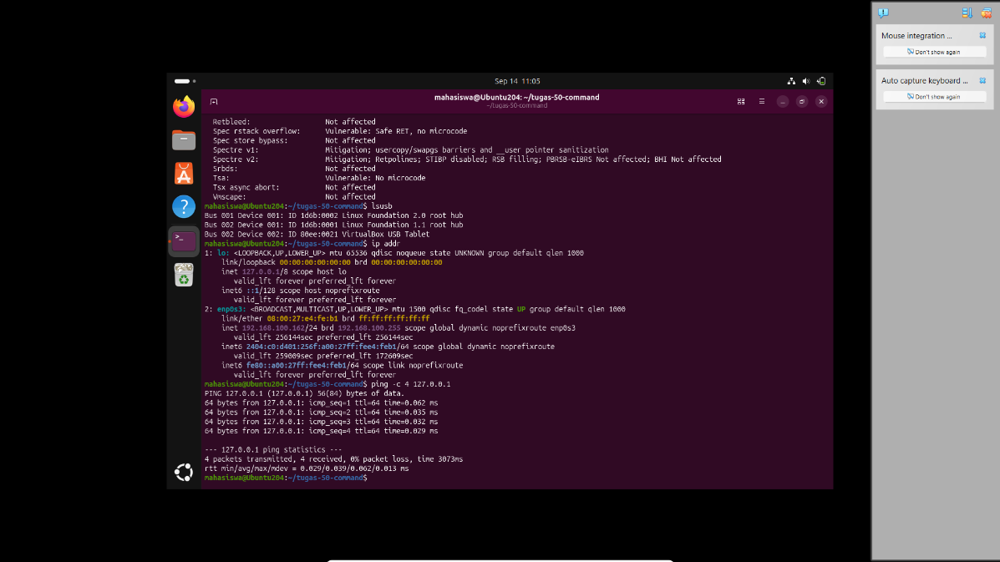 Sep 14 11:05
mahasiswa@Ubuntu204: ~/tugas-50-command
~/tugas-50-command
Retbleed: Not affected
Spec rstack overflow: Vulnerable: Safe RET, no microcode
Spec store bypass: Not affected
Spectre v1: Mitigation; usercopy/swapgs barriers and __user pointer sanitization
Spectre v2: Mitigation; Retpolines; STIBP disabled; RSB filling; PBRSB-eIBRS Not affected; BHI Not affected
Srbds: Not affected
Tsa: Vulnerable: No microcode
Tsx async abort: Not affected
Vmscape: Not affected
mahasiswa@Ubuntu204:~/tugas-50-command$ lsusb
Bus 001 Device 001: ID 1d6b:0002 Linux Foundation 2.0 root hub
Bus 002 Device 001: ID 1d6b:0001 Linux Foundation 1.1 root hub
Bus 002 Device 002: ID 80ee:0021 VirtualBox USB Tablet
mahasiswa@Ubuntu204:~/tugas-50-command$ ip addr
1: lo: <LOOPBACK,UP,LOWER_UP> mtu 65536 qdisc noqueue state UNKNOWN group default qlen 1000
link/loopback 00:00:00:00:00:00 brd 00:00:00:00:00:00
inet 127.0.0.1/8 scope host lo
valid_lft forever preferred_lft forever
inet6 ::1/128 scope host noprefixroute
valid_lft forever preferred_lft forever
2: enp0s3: <BROADCAST,MULTICAST,UP,LOWER_UP> mtu 1500 qdisc fq_codel state UP group default qlen 1000
link/ether 08:00:27:e4:fe:b1 brd ff:ff:ff:ff:ff:ff
inet 192.168.100.162/24 brd 192.168.100.255 scope global dynamic noprefixroute enp0s3
valid_lft 256144sec preferred_lft 256144sec
inet6 2404:c0:d401:256f:a00:27ff:fee4:feb1/64 scope global dynamic noprefixroute
valid_lft 259009sec preferred_lft 172609sec
inet6 fe80::a00:27ff:fee4:feb1/64 scope link noprefixroute
valid_lft forever preferred_lft forever
mahasiswa@Ubuntu204:~/tugas-50-command$ ping -c 4 127.0.0.1
PING 127.0.0.1 (127.0.0.1) 56(84) bytes of data.
64 bytes from 127.0.0.1: icmp_seq=1 ttl=64 time=0.062 ms
64 bytes from 127.0.0.1: icmp_seq=2 ttl=64 time=0.035 ms
64 bytes from 127.0.0.1: icmp_seq=3 ttl=64 time=0.032 ms
64 bytes from 127.0.0.1: icmp_seq=4 ttl=64 time=0.029 ms
--- 127.0.0.1 ping statistics ---
4 packets transmitted, 4 received, 0% packet loss, time 3073ms
rtt min/avg/max/mdev = 0.029/0.039/0.062/0.013 ms
mahasiswa@Ubuntu204:~/tugas-50-command$
Mouse integration ...
Don't show again
Auto capture keyboard ...
Don't show again